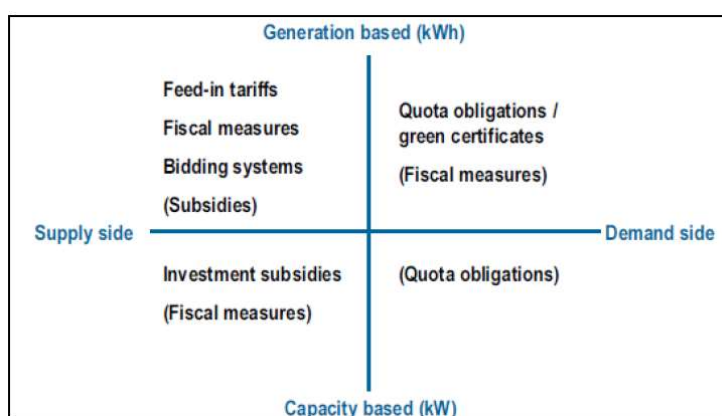 Generation based (kWh)
Feed-in tariffs
Fiscal measures
Bidding systems
(Subsidies)
Quota obligations /
green certificates
(Fiscal measures)
Supply side
Demand side
Investment subsidies
(Fiscal measures)
(Quota obligations)
Capacity based (kW)